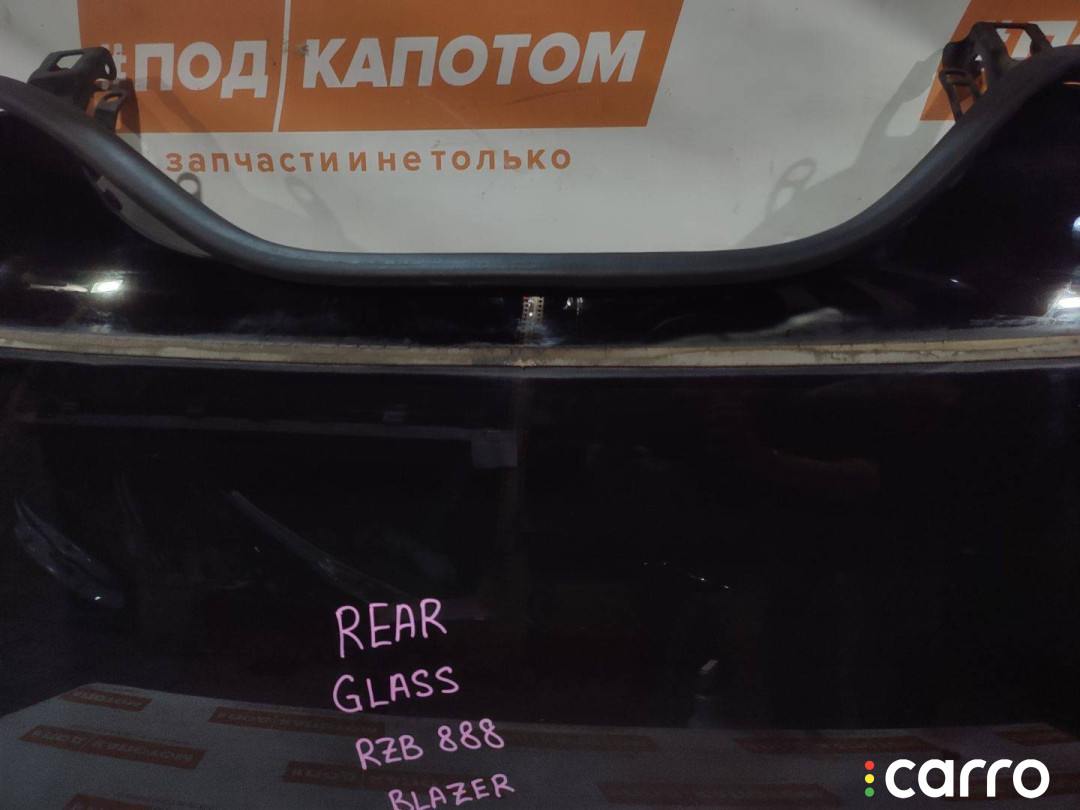 #ПОД КАПОТОМ
запчасти и не только
#П
REAR
GLASS
RZB 888
BLAZER
carro